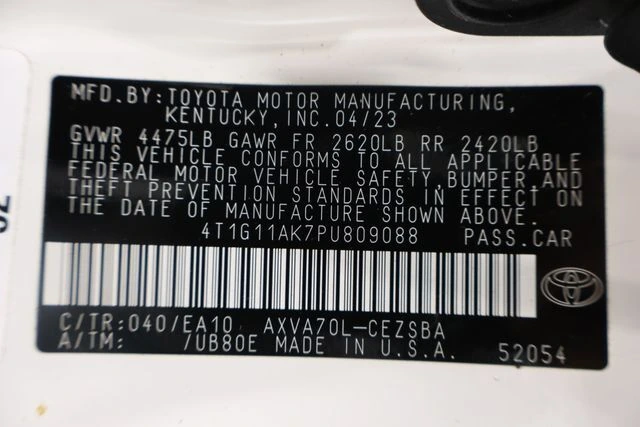 MFD.BY:TOYOTA MOTOR MANUFACTURING,
KENTUCKY,INC.04/23
GVWR 4475LB GAWR FR 2620LB RR 2420LB
THIS VEHICLE CONFORMS TO ALL APPLICABLE
FEDERAL MOTOR VEHICLE SAFETY,BUMPER,AND
THEFT PREVENTION STANDARDS IN EFFECT ON
THE DATE OF MANUFACTURE SHOWN ABOVE.
4T1G11AK7PU809088 PASS.CAR
C/TR:040/EA10 AXVA70L-CEZSBA
A/TM: /UB80E MADE IN U.S.A. 52054